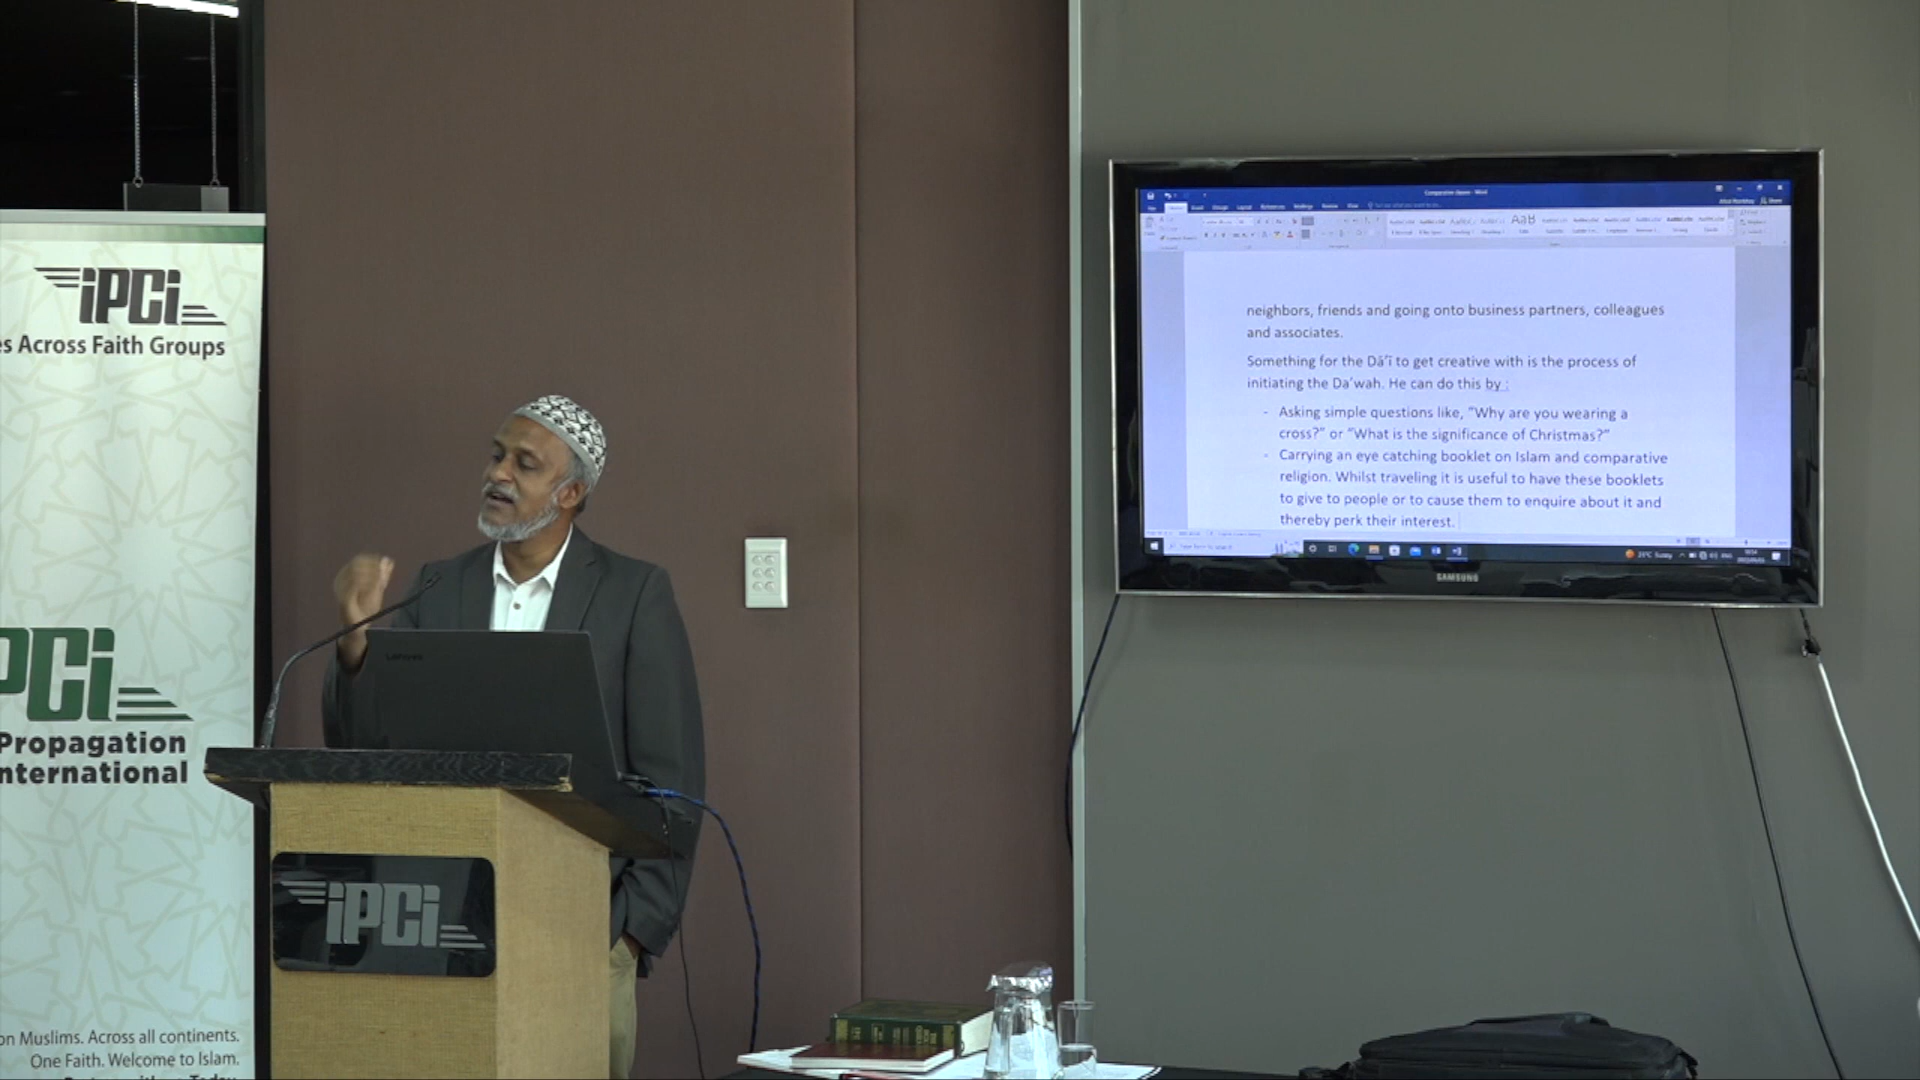 iPCi
es Across Faith Groups
PCi
Propagation
nternational
on Muslims. Across all continents.
One Faith. Welcome to Islam.
Lenovo
iPCi
neighbors, friends and going onto business partners, colleagues
and associates.
Something for the Dā'ī to get creative with is the process of
initiating the Da'wah. He can do this by :
- Asking simple questions like, "Why are you wearing a
cross?" or "What is the significance of Christmas?"
- Carrying an eye catching booklet on Islam and comparative
religion. Whilst traveling it is useful to have these booklets
to give to people or to cause them to enquire about it and
thereby perk their interest.
SAMSUNG